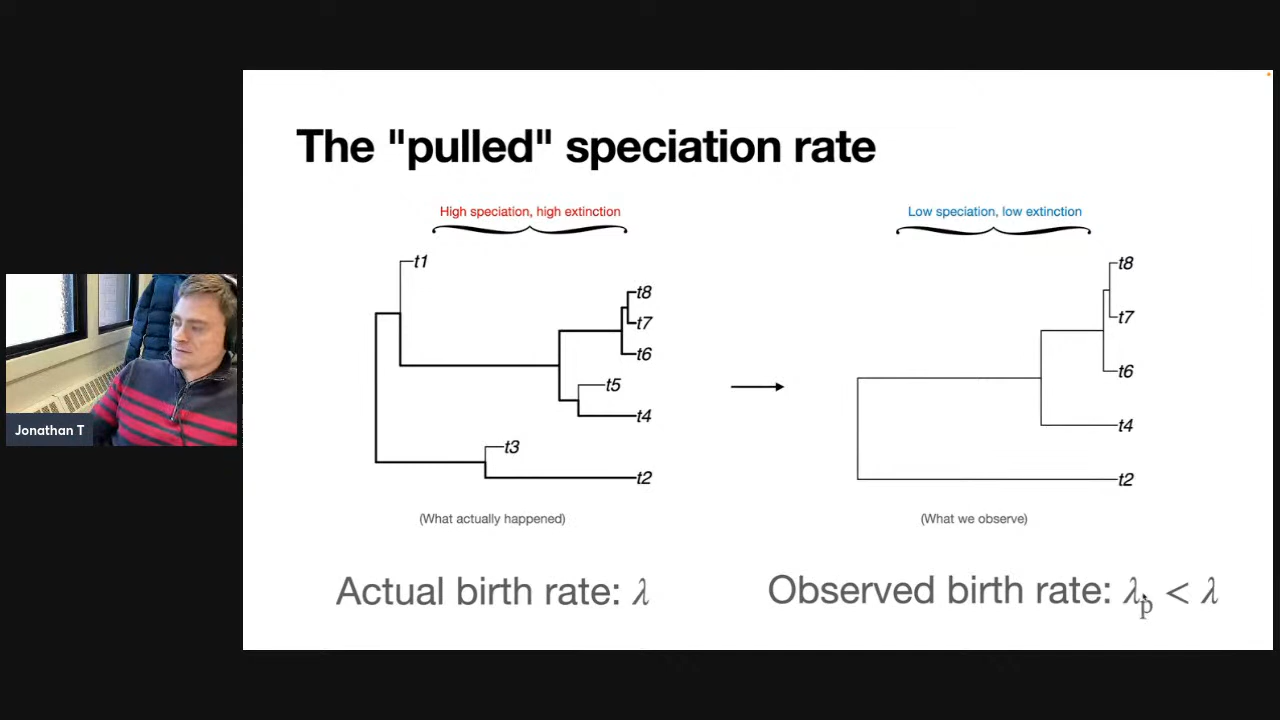 The "pulled" speciation rate
High speciation, high extinction
t1
t8
t7
t6
t5
t4
t3
t2
(What actually happened)
Actual birth rate: λ
Low speciation, low extinction
t8
t7
t6
t4
t2
(What we observe)
Observed birth rate: λp < λ
Jonathan T